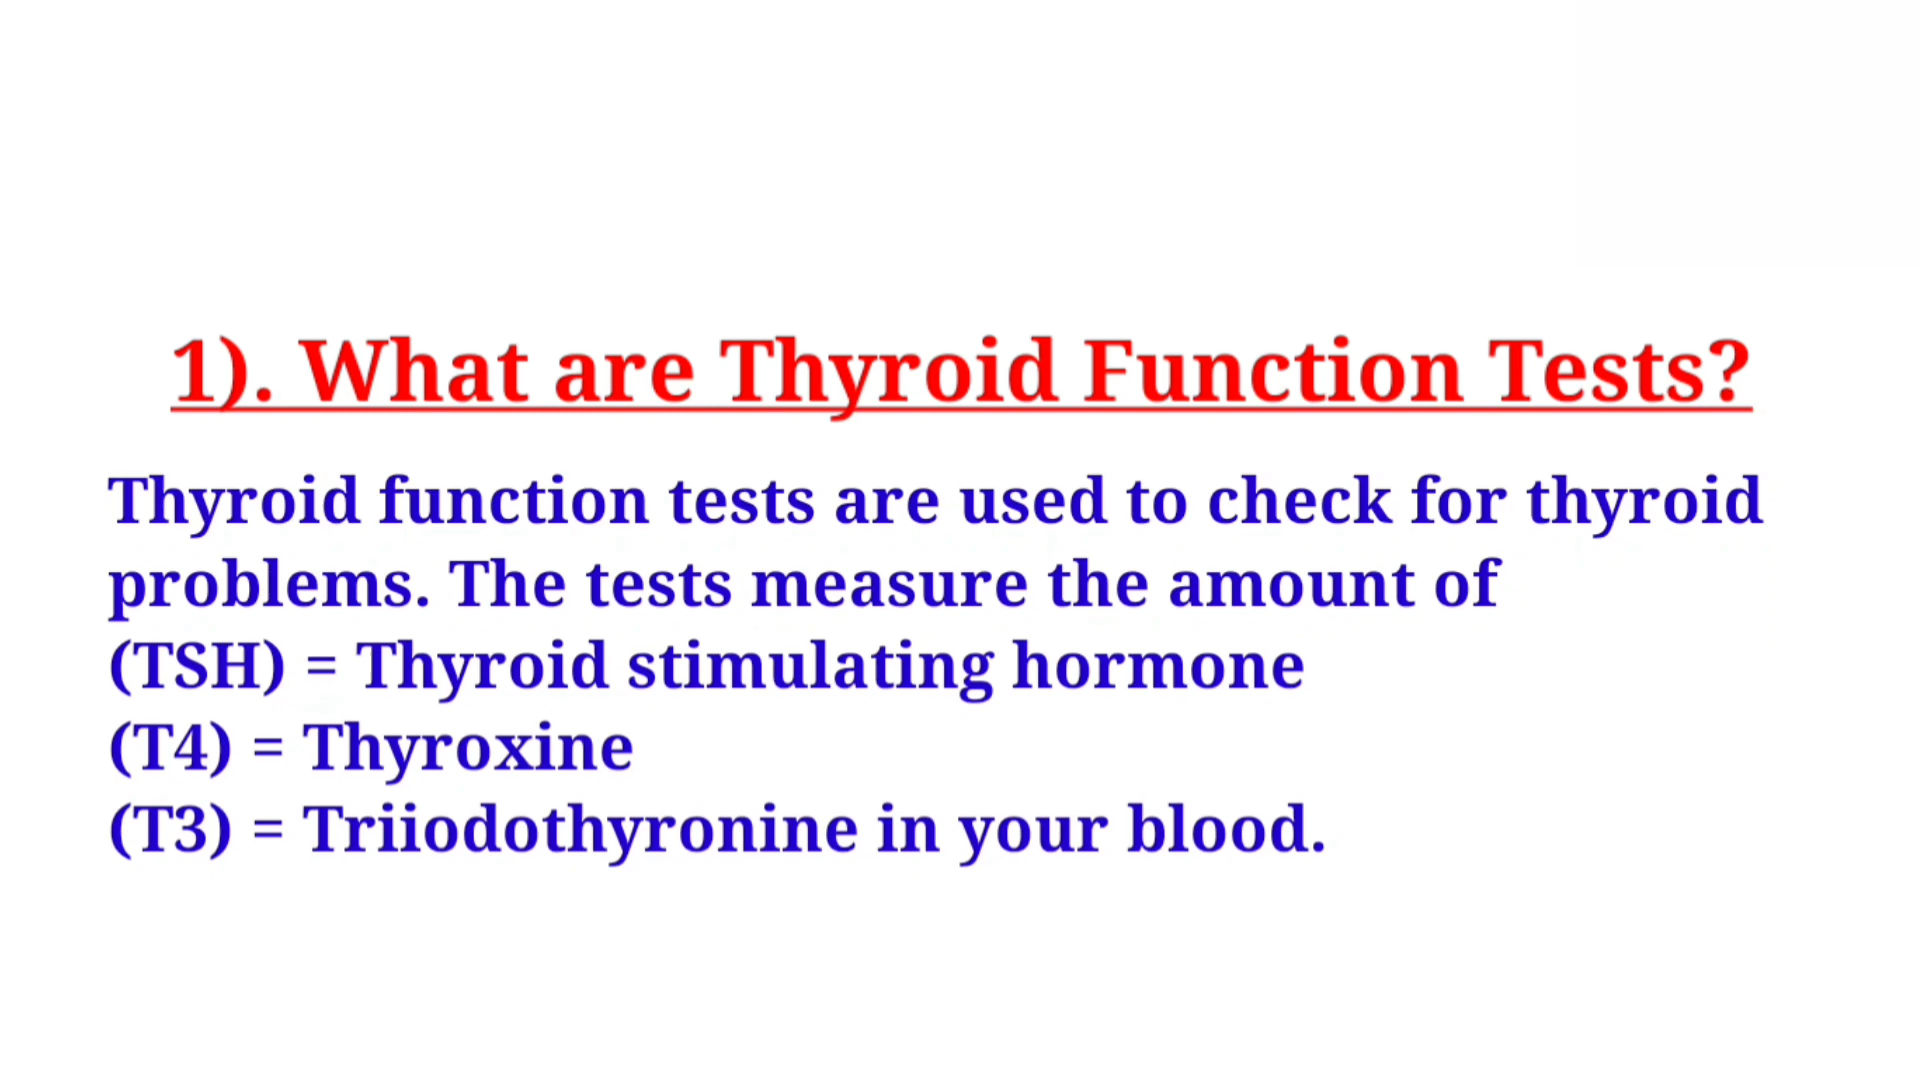 1). What are Thyroid Function Tests?
Thyroid function tests are used to check for thyroid
problems. The tests measure the amount of
(TSH) = Thyroid stimulating hormone
(T4) = Thyroxine
(T3) = Triiodothyronine in your blood.